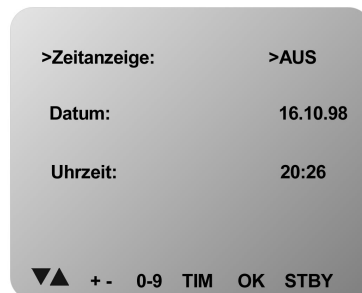 >Zeitanzeige: >AUS
Datum: 16.10.98
Uhrzeit: 20:26
▼▲ + - 0-9 TIM OK STBY